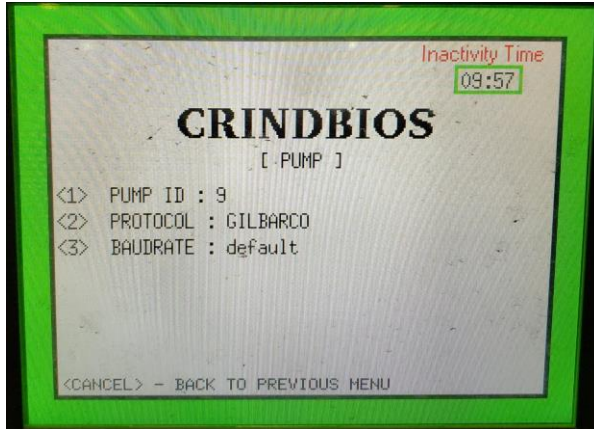 Inactivity Time
09:57
CRINDBIOS
[ PUMP ]
<1> PUMP ID : 9
<2> PROTOCOL : GILBARCO
<3> BAUDRATE : default
<CANCEL> - BACK TO PREVIOUS MENU